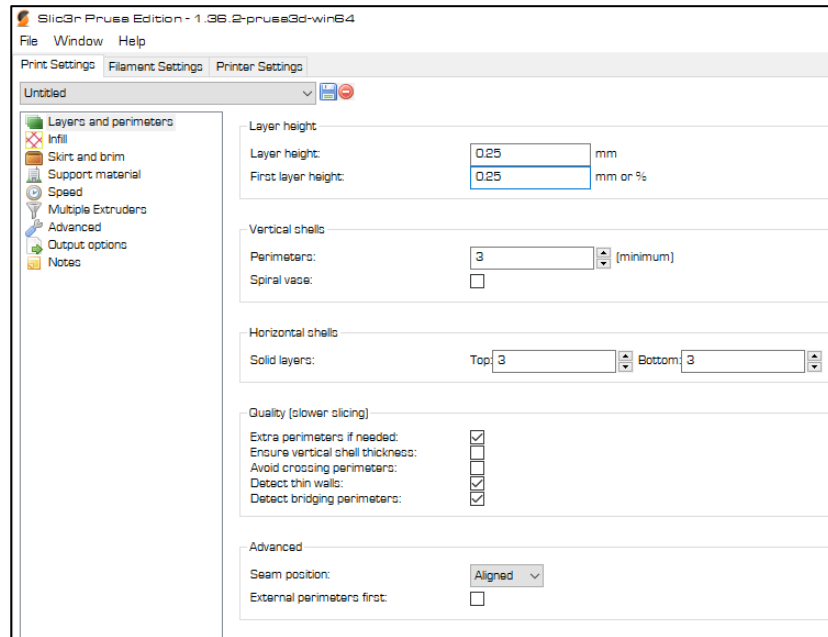 Slic3r Pruse Edition - 1.36.2-pruse3d-win64
File Window Help
Print Settings Filament Settings Printer Settings
Untitled
Layers and perimeters
Infill
Skirt and brim
Support material
Speed
Multiple Extruders
Advanced
Output options
Notes
Layer height
Layer height: 0.25 mm
First layer height: 0.25 mm or %
Vertical shells
Perimeters: 3 (minimum)
Spiral vase:
Horizontal shells
Solid layers: Top: 3 Bottom: 3
Quality (slower slicing)
Extra perimeters if needed:
Ensure vertical shell thickness:
Avoid crossing perimeters:
Detect thin walls:
Detect bridging perimeters:
Advanced
Seam position: Aligned
External perimeters first: